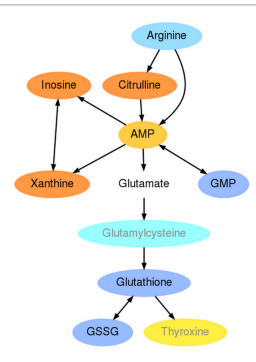 Arginine
Inosine
Citrulline
AMP
Xanthine
Glutamate
GMP
Glutamylcysteine
Glutathione
GSSG
Thyroxine